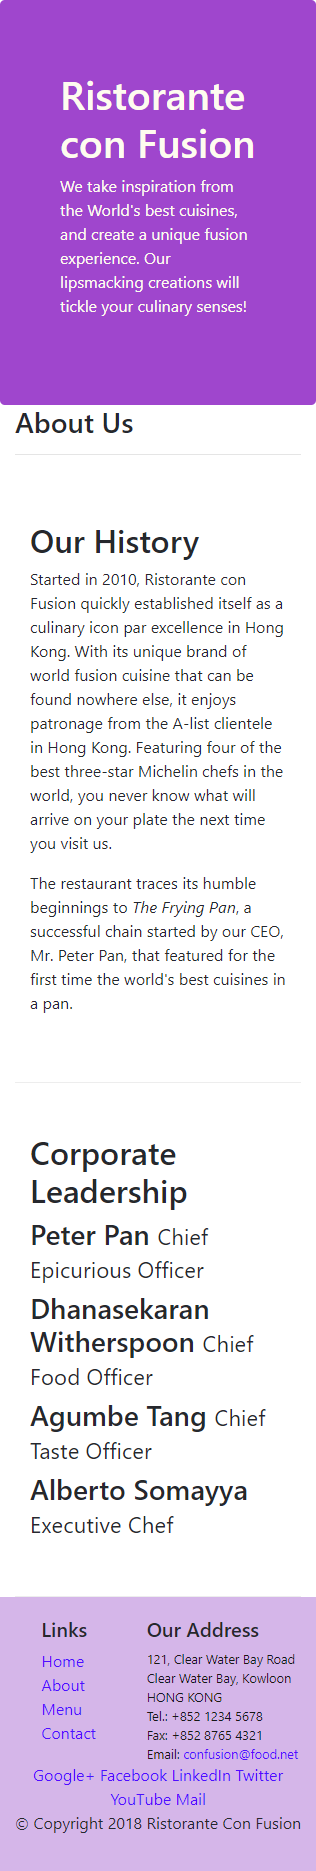 Ristorante
con Fusion
We take inspiration from
the World's best cuisines,
and create a unique fusion
experience. Our
lipsmacking creations will
tickle your culinary senses!
About Us
Our History
Started in 2010, Ristorante con
Fusion quickly established itself as a
culinary icon par excellence in Hong
Kong. With its unique brand of
world fusion cuisine that can be
found nowhere else, it enjoys
patronage from the A-list clientele
in Hong Kong. Featuring four of the
best three-star Michelin chefs in the
world, you never know what will
arrive on your plate the next time
you visit us.
The restaurant traces its humble
beginnings to The Frying Pan, a
successful chain started by our CEO,
Mr. Peter Pan, that featured for the
first time the world's best cuisines in
a pan.
Corporate
Leadership
Peter Pan Chief
Epicurious Officer
Dhanasekaran
Witherspoon Chief
Food Officer
Agumbe Tang Chief
Taste Officer
Alberto Somayya
Executive Chef
Links
Home
About
Menu
Contact
Our Address
121, Clear Water Bay Road
Clear Water Bay, Kowloon
HONG KONG
Tel.: +852 1234 5678
Fax: +852 8765 4321
Email: confusion@food.net
Google+ Facebook LinkedIn Twitter
YouTube Mail
© Copyright 2018 Ristorante Con Fusion